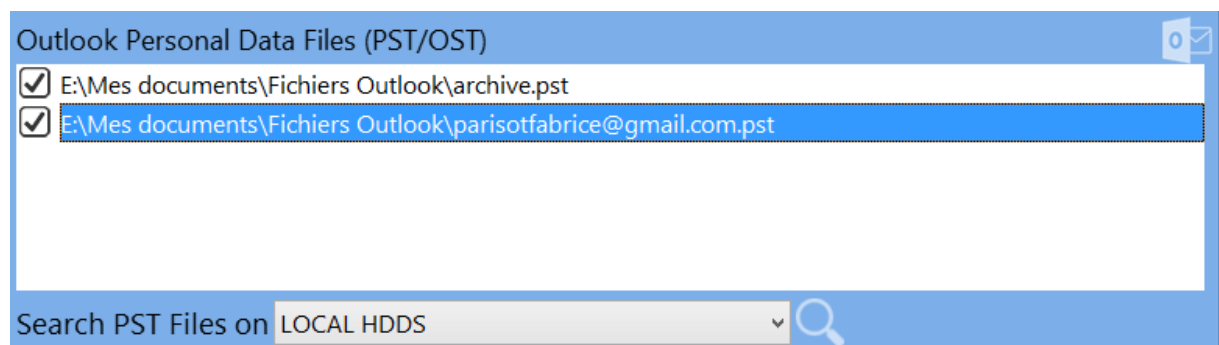 Outlook Personal Data Files (PST/OST)
E:\Mes documents\Fichiers Outlook\archive.pst
E:\Mes documents\Fichiers Outlook\parisotfabrice@gmail.com.pst
Search PST Files on LOCAL HDDS